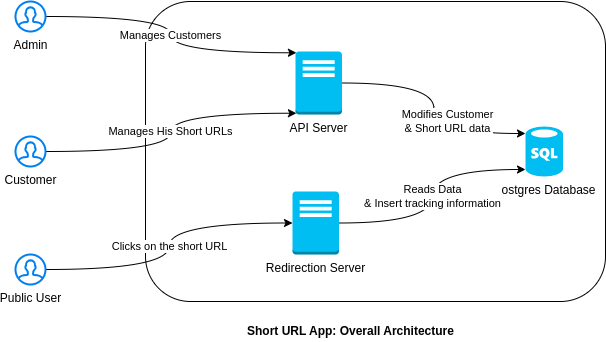 Manages Customers
Admin
API Server
Modifies Customer
& Short URL data
Manages His Short URLs
Customer
SQL
ostgres Database
Reads Data
& Insert tracking information
Clicks on the short URL
Redirection Server
Public User
Short URL App: Overall Architecture